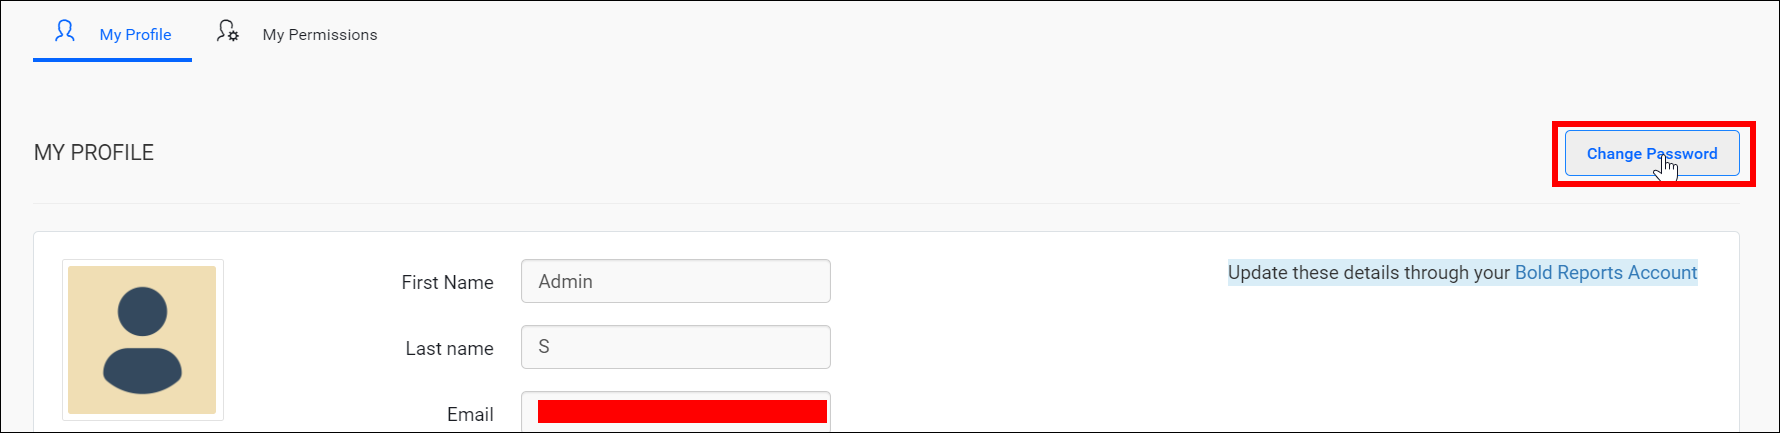 My Profile My Permissions
MY PROFILE
Change Password
First Name Admin
Update these details through your Bold Reports Account
Last name S
Email